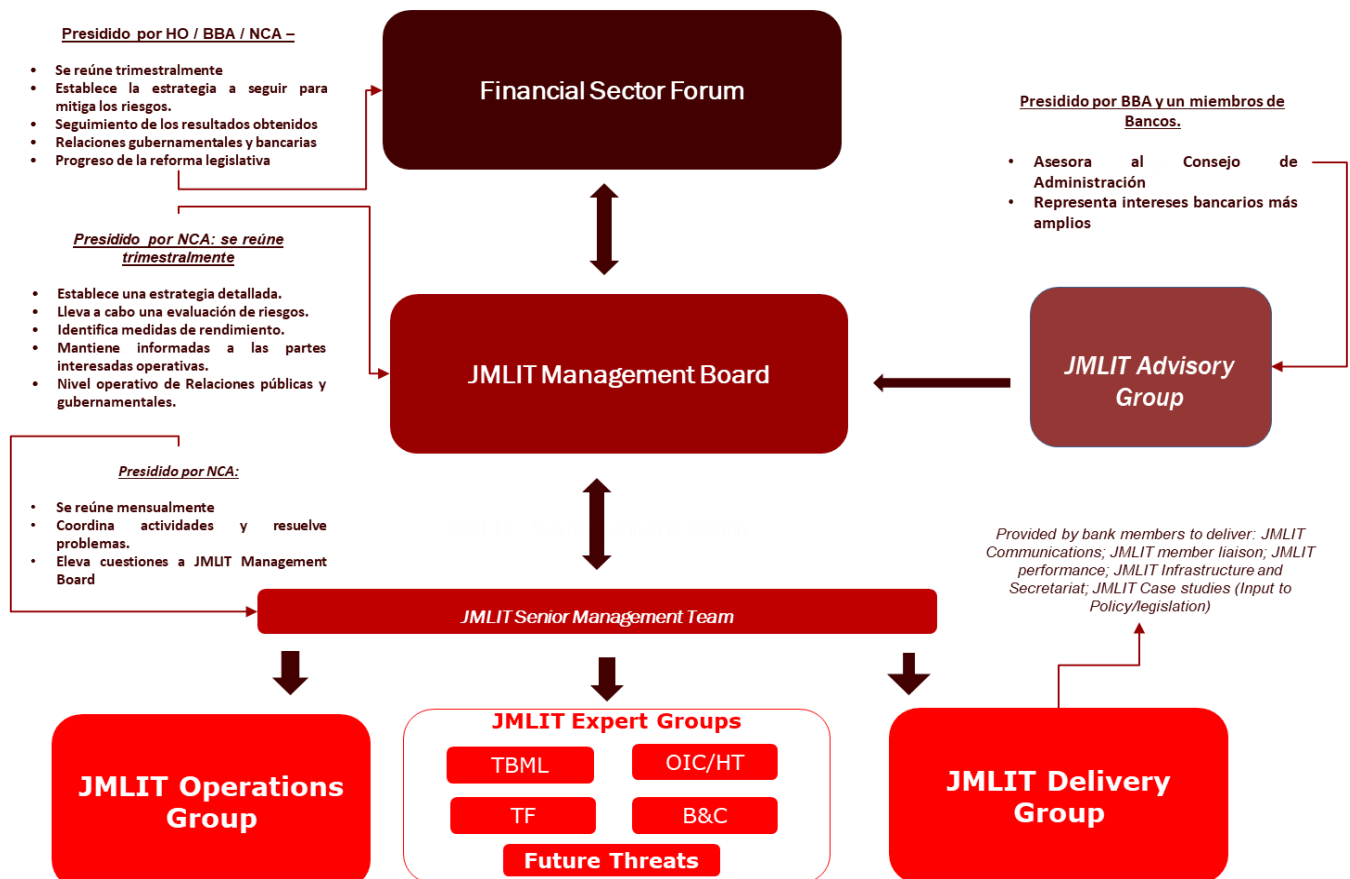 Presidido por HO / BBA / NCA –
• Se reúne trimestralmente
• Establece la estrategia a seguir para
mitiga los riesgos.
• Seguimiento de los resultados obtenidos
• Relaciones gubernamentales y bancarias
• Progreso de la reforma legislativa
Financial Sector Forum
Presidido por BBA y un miembros de
Bancos.
• Asesora al Consejo de
Administración
• Representa intereses bancarios más
amplios
Presidido por NCA: se reúne
trimestralmente
• Establece una estrategia detallada.
• Lleva a cabo una evaluación de riesgos.
• Identifica medidas de rendimiento.
• Mantiene informadas a las partes
interesadas operativas.
• Nivel operativo de Relaciones públicas y
gubernamentales.
JMLIT Management Board
JMLIT Advisory
Group
Presidido por NCA:
• Se reúne mensualmente
• Coordina actividades y resuelve
problemas.
• Eleva cuestiones a JMLIT Management
Board
Provided by bank members to deliver: JMLIT
Communications; JMLIT member liaison; JMLIT
performance; JMLIT Infrastructure and
Secretariat; JMLIT Case studies (Input to
Policy/legislation)
JMLIT Senior Management Team
JMLIT Operations
Group
JMLIT Expert Groups
TBML
OIC/HT
TF
B&C
Future Threats
JMLIT Delivery
Group